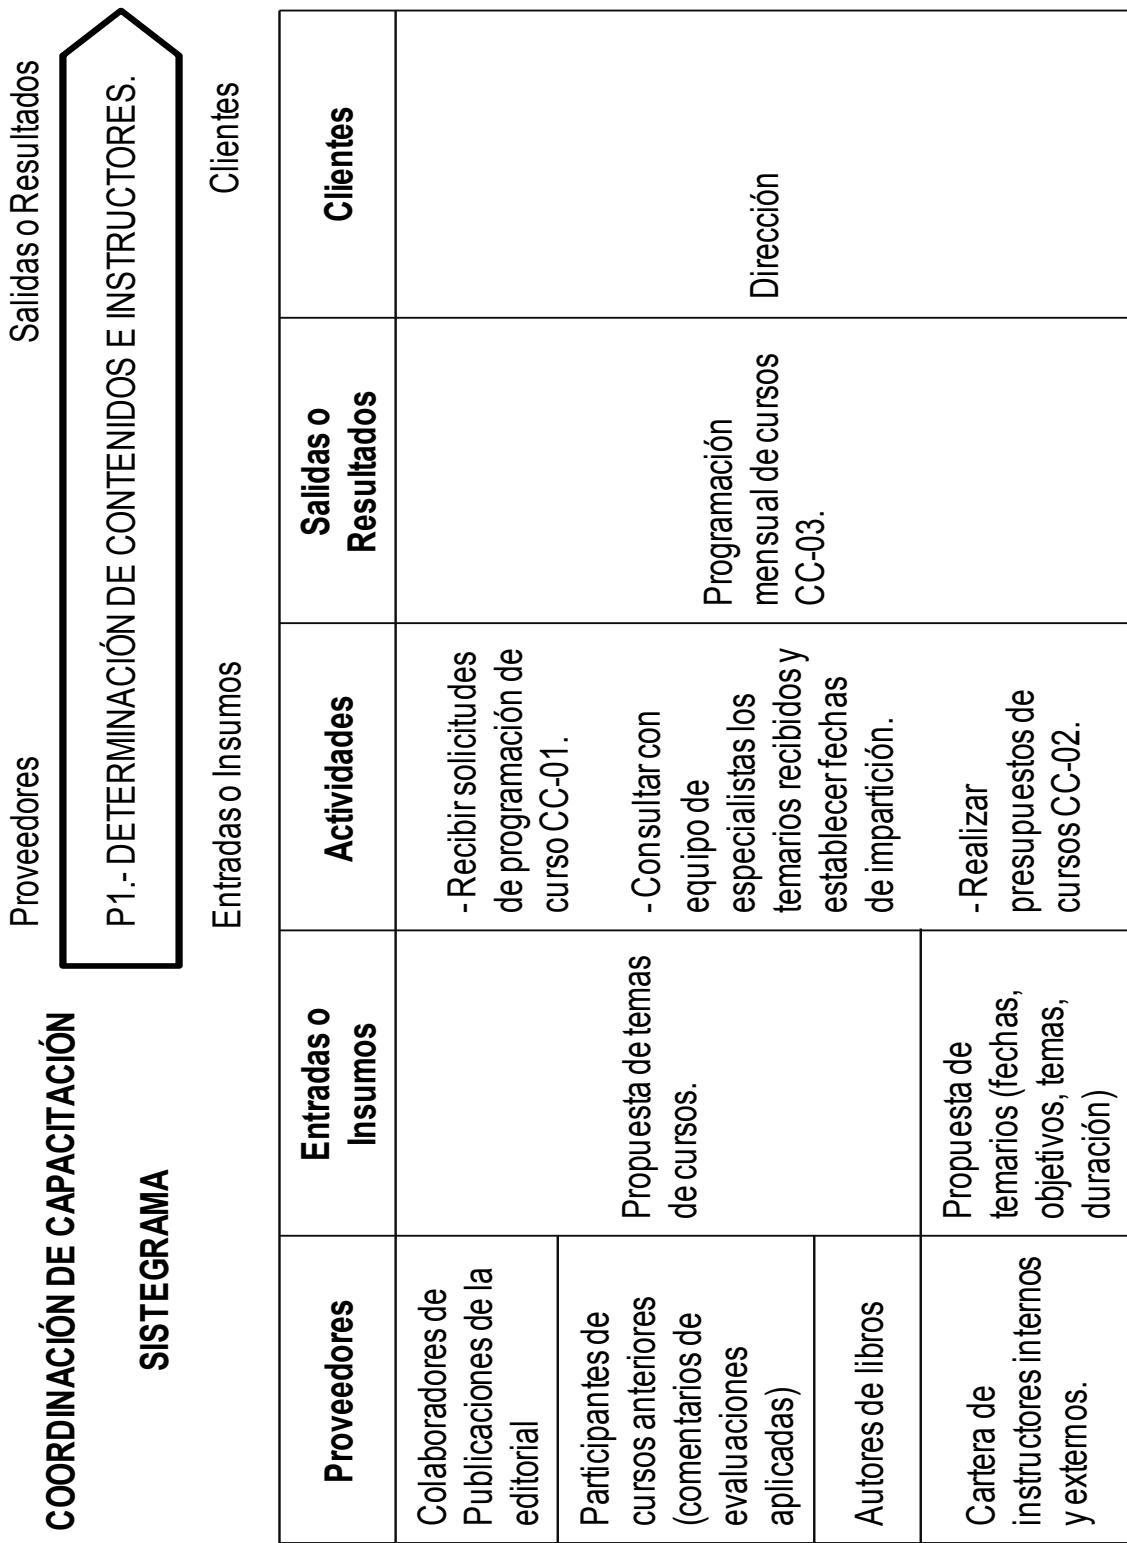 COORDINACIÓN DE CAPACITACIÓN
SISTEGRAMA
Proveedores
Salidas o Resultados
P1.- DETERMINACIÓN DE CONTENIDOS E INSTRUCTORES.
Entradas o Insumos
Clientes
Proveedores
Entradas o
Insumos
Actividades
Salidas o
Resultados
Clientes
Colaboradores de
Publicaciones de la
editorial
Participantes de
cursos anteriores
(comentarios de
evaluaciones
aplicadas)
Autores de libros
Cartera de
instructores internos
y externos.
Propuesta de temas
de cursos.
Propuesta de
temarios (fechas,
objetivos, temas,
duración)
- Recibir solicitudes
de programación de
curso CC-01.
- Consultar con
equipo de
especialistas los
temarios recibidos y
establecer fechas
de impartición.
- Realizar
presupuestos de
cursos CC-02.
Programación
mensual de cursos
CC-03.
Dirección